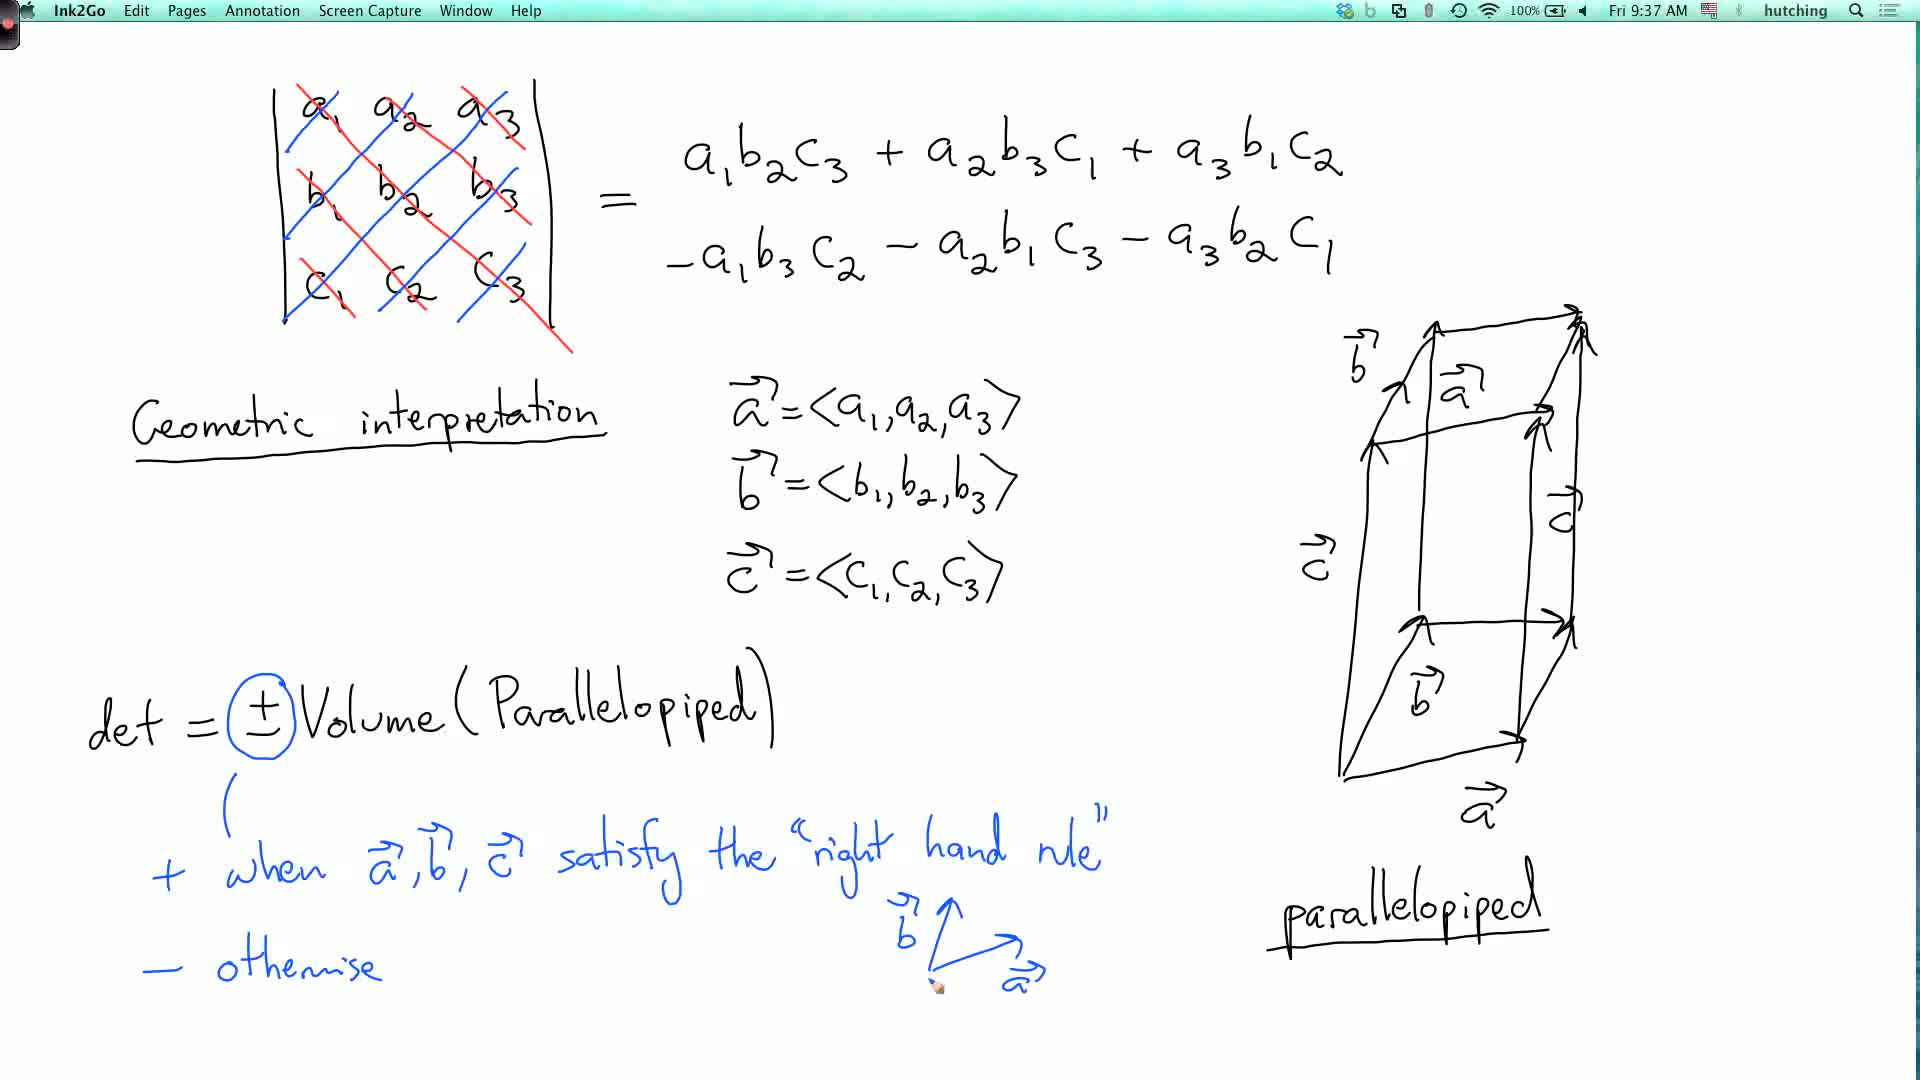 Ink2Go Edit Pages Annotation Screen Capture Window Help 100% Fri 9:37 AM hutching
a₁ a₂ a₃
b₁ b₂ b₃
c₁ c₂ c₃
= a₁b₂c₃ + a₂b₃c₁ + a₃b₁c₂
-a₁b₃c₂ - a₂b₁c₃ - a₃b₂c₁
Geometric interpretation
a⃗ = <a₁, a₂, a₃>
b⃗ = <b₁, b₂, b₃>
c⃗ = <c₁, c₂, c₃>
b⃗
a⃗
c⃗
c⃗
b⃗
a⃗
parallelopiped
det = ± Volume (Parallelopiped)
+ when a⃗, b⃗, c⃗ satisfy the "right hand rule"
b⃗
a⃗
- otherwise